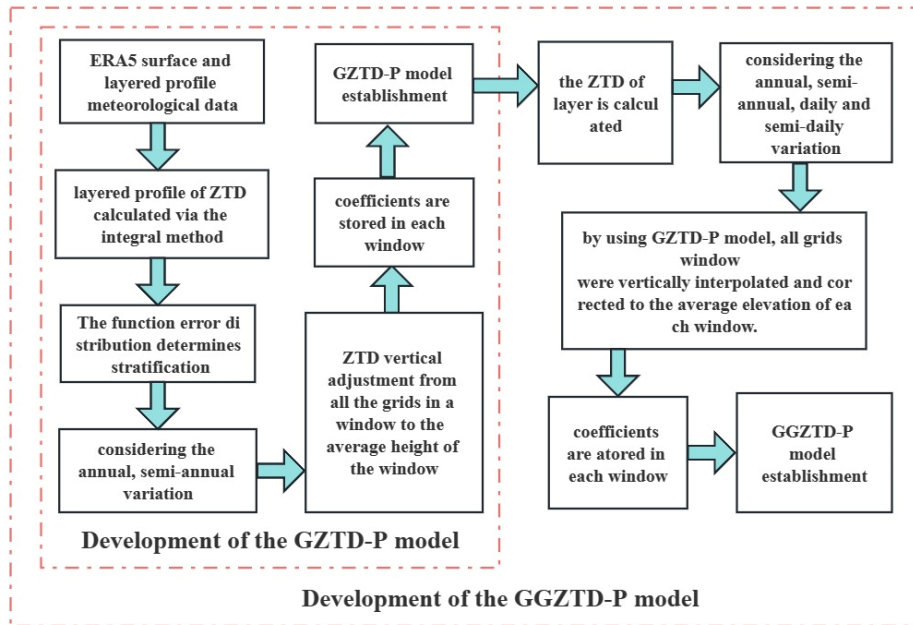 ERA5 surface and
layered profile
meteorological data
layered profile of ZTD
calculated via the
integral method
The function error di
stribution determines
stratification
considering the
annual, semi-annual
variation
ZTD vertical
adjustment from
all the grids in a
window to the
average height of
the window
coefficients are
stored in each
window
GZTD-P model
establishment
Development of the GZTD-P model
the ZTD of
layer is calcul
ated
considering the
annual, semi-
annual, daily and
semi-daily
variation
by using GZTD-P model, all grids
window
were vertically interpolated and cor
rected to the average elevation of ea
ch window.
coefficients
are atored in
each window
GGZTD-P
model
establishment
Development of the GGZTD-P model